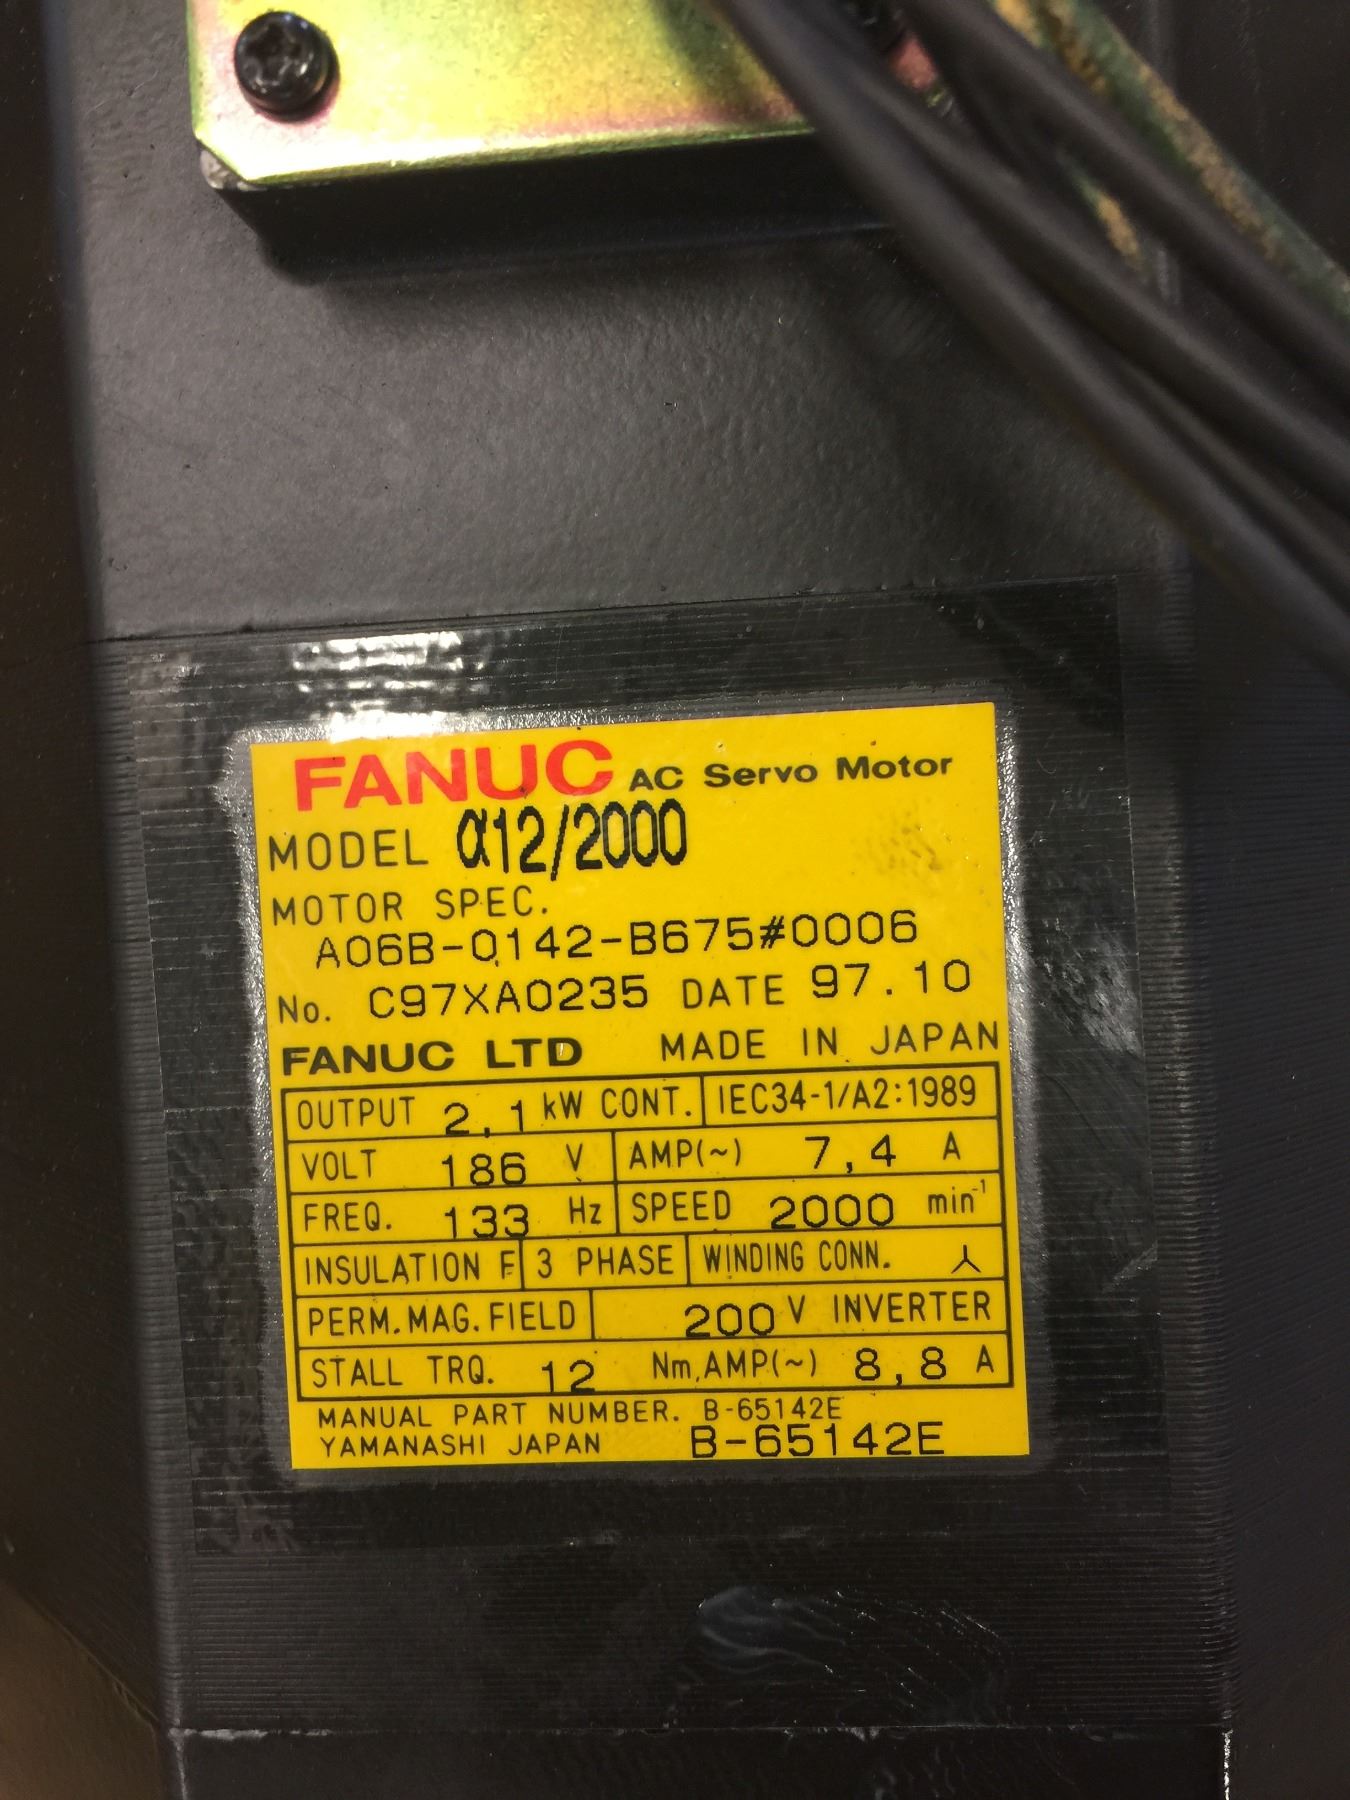 FANUC AC Servo Motor
MODEL α12/2000
MOTOR SPEC.
A06B-0142-B675#0006
No. C97XA0235 DATE 97.10
FANUC LTD MADE IN JAPAN
OUTPUT 2,1 kW CONT. IEC34-1/A2:1989
VOLT 186 V AMP(~) 7,4 A
FREQ. 133 Hz SPEED 2000 min⁻¹
INSULATION F 3 PHASE WINDING CONN. ⅄
PERM.MAG.FIELD 200 V INVERTER
STALL TRQ. 12 Nm,AMP(~) 8,8 A
MANUAL PART NUMBER. B-65142E
YAMANASHI JAPAN B-65142E